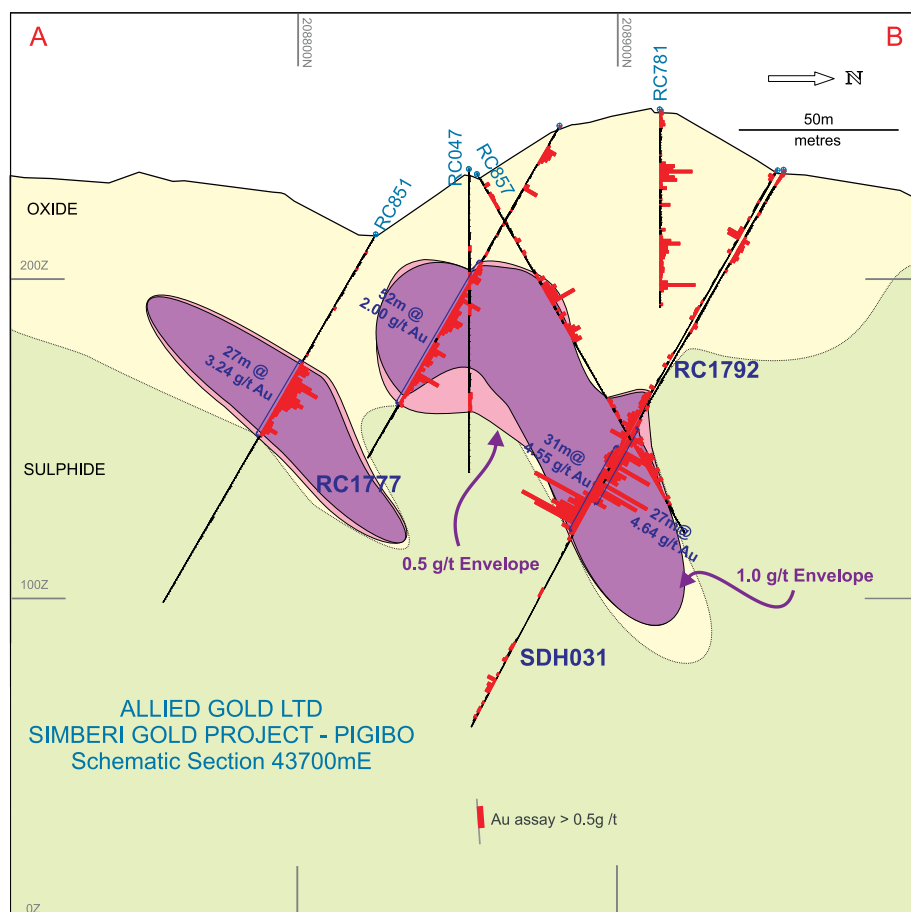 A
208800N
208900N
B
N
RC781
50m
metres
RC047
RC857
RC851
OXIDE
200Z
52m @
2.00 g/t Au
27m @
3.24 g/t Au
RC1792
SULPHIDE
RC1777
31m@
4.55 g/t Au
27m@
4.64 g/t Au
0.5 g/t Envelope
1.0 g/t Envelope
100Z
SDH031
ALLIED GOLD LTD
SIMBERI GOLD PROJECT - PIGIBO
Schematic Section 43700mE
Au assay > 0.5g /t
0Z